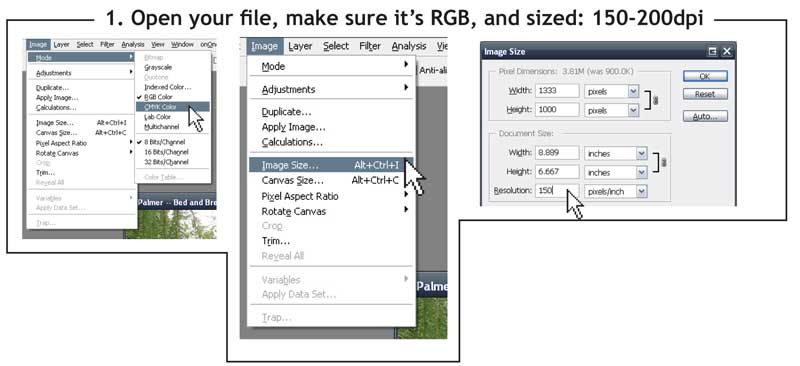 1. Open your file, make sure it's RGB, and sized: 150-200dpi
Image Layer Select Filter Analysis View Window onOne
Mode
Adjustments
Duplicate...
Apply Image...
Calculations...
Image Size... Alt+Ctrl+I
Canvas Size... Alt+Ctrl+C
Pixel Aspect Ratio
Rotate Canvas
Crop
Trim...
Reveal All
Variables
Apply Data Set...
Trap...
Bitmap
Grayscale
Duotone
Indexed Color...
✓ RGB Color
CMYK Color
Lab Color
Multichannel
✓ 8 Bits/Channel
16 Bits/Channel
32 Bits/Channel
Color Table...
Palmer -- Bed and Bre
Image Layer Select Filter Analysis Vie
Mode
Anti-ali
Adjustments
Duplicate...
Apply Image...
Calculations...
Image Size... Alt+Ctrl+I
Canvas Size... Alt+Ctrl+C
Pixel Aspect Ratio
Rotate Canvas
Crop
Trim...
Reveal All
Variables
Apply Data Set...
Trap...
Palmer
Image Size
Pixel Dimensions: 3.81M (was 900.0K)
Width: 1333 pixels
Height: 1000 pixels
OK
Reset
Auto...
Document Size:
Width: 8.889 inches
Height: 6.667 inches
Resolution: 150 pixels/inch